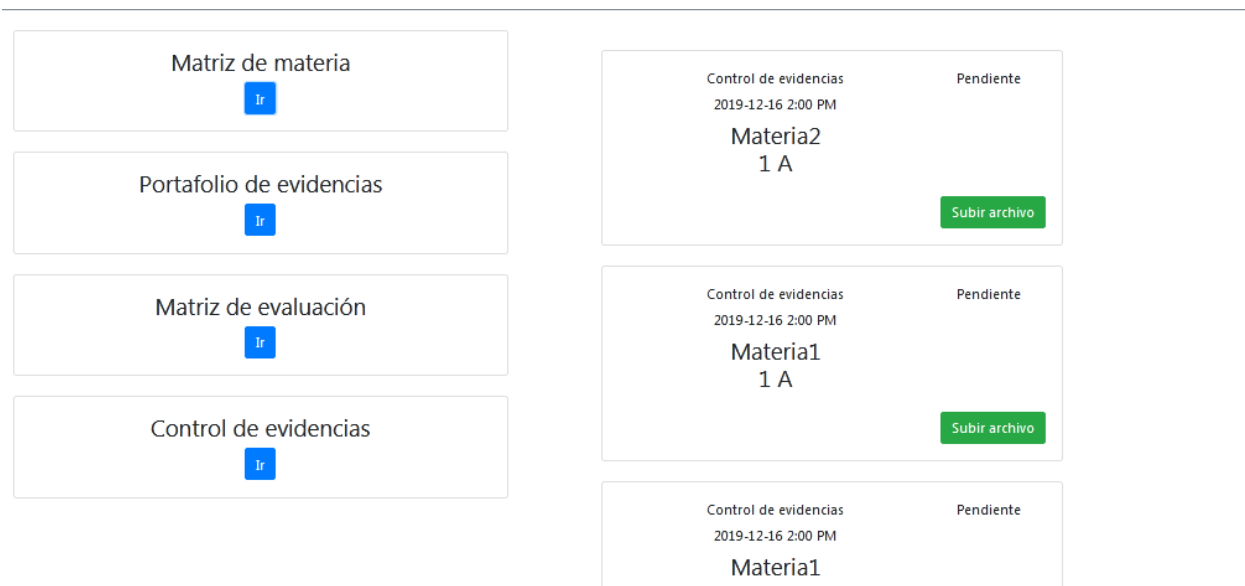 Matriz de materia
Ir
Portafolio de evidencias
Ir
Matriz de evaluación
Ir
Control de evidencias
Ir
Control de evidencias Pendiente
2019-12-16 2:00 PM
Materia2
1 A
Subir archivo
Control de evidencias Pendiente
2019-12-16 2:00 PM
Materia1
1 A
Subir archivo
Control de evidencias Pendiente
2019-12-16 2:00 PM
Materia1